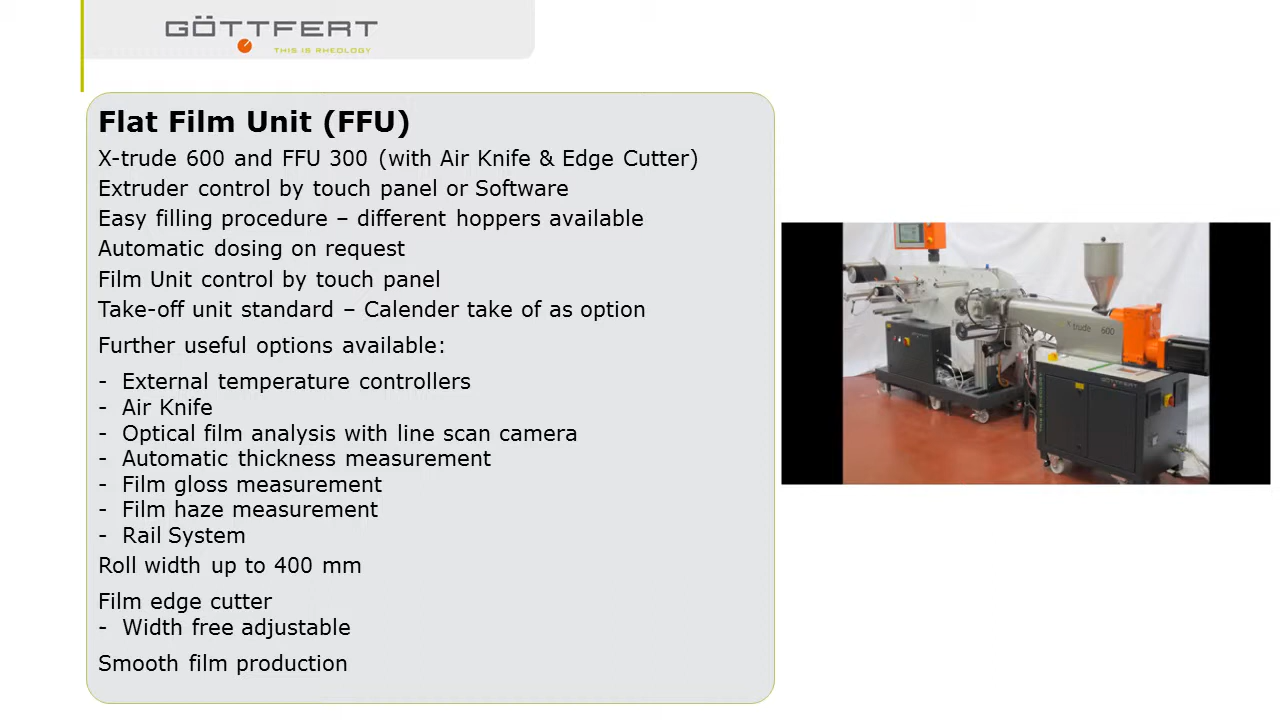 GÖTTFERT
THIS IS RHEOLOGY
Flat Film Unit (FFU)
X-trude 600 and FFU 300 (with Air Knife & Edge Cutter)
Extruder control by touch panel or Software
Easy filling procedure – different hoppers available
Automatic dosing on request
Film Unit control by touch panel
Take-off unit standard – Calender take of as option
Further useful options available:
- External temperature controllers
- Air Knife
- Optical film analysis with line scan camera
- Automatic thickness measurement
- Film gloss measurement
- Film haze measurement
- Rail System
Roll width up to 400 mm
Film edge cutter
- Width free adjustable
Smooth film production
trude 600
GÖTTFERT